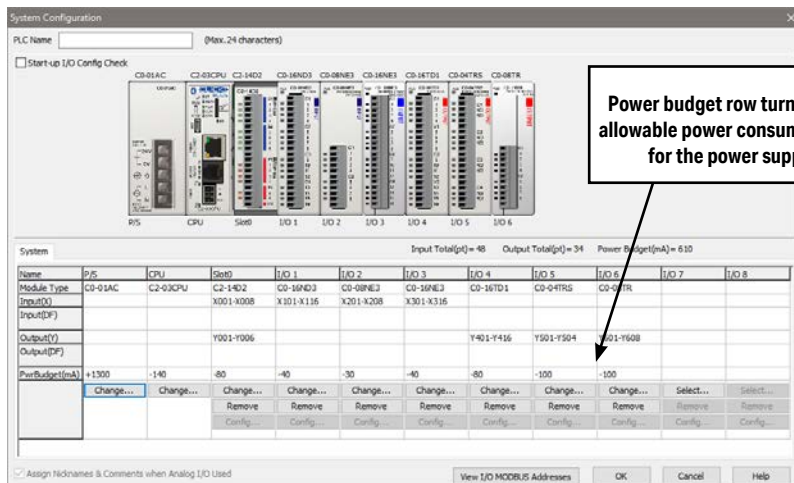 System Configuration
PLC Name (Max. 24 characters)
Start-up I/O Config Check
C0-01AC C2-03CPU C2-14D2 C0-16ND3 C0-08NE3 C0-16NE3 C0-16TD1 C0-04TRS C0-08TR
P/S CPU Slot0 I/O 1 I/O 2 I/O 3 I/O 4 I/O 5 I/O 6
Power budget row turn
allowable power consum
for the power supp
System Input Total(pt)= 48 Output Total(pt)= 34 Power Budget(mA)= 610
Name P/S CPU Slot0 I/O 1 I/O 2 I/O 3 I/O 4 I/O 5 I/O 6 I/O 7 I/O 8
Module Type C0-01AC C2-03CPU C2-14D2 C0-16ND3 C0-08NE3 C0-16NE3 C0-16TD1 C0-04TRS C0-08TR
Input(X) X001-X008 X101-X116 X201-X208 X301-X316
Input(DF)
Output(Y) Y001-Y006 Y401-Y416 Y501-Y504 Y601-Y608
Output(DF)
PwrBudget(mA) +1300 -140 -80 -40 -30 -40 -80 -100 -100
Change... Change... Change... Change... Change... Change... Change... Change... Change... Select... Select...
Remove Remove Remove Remove Remove Remove Remove Remove Remove
Config... Config... Config... Config... Config... Config... Config... Config... Config...
Assign Nicknames & Comments when Analog I/O Used View I/O MODBUS Addresses OK Cancel Help